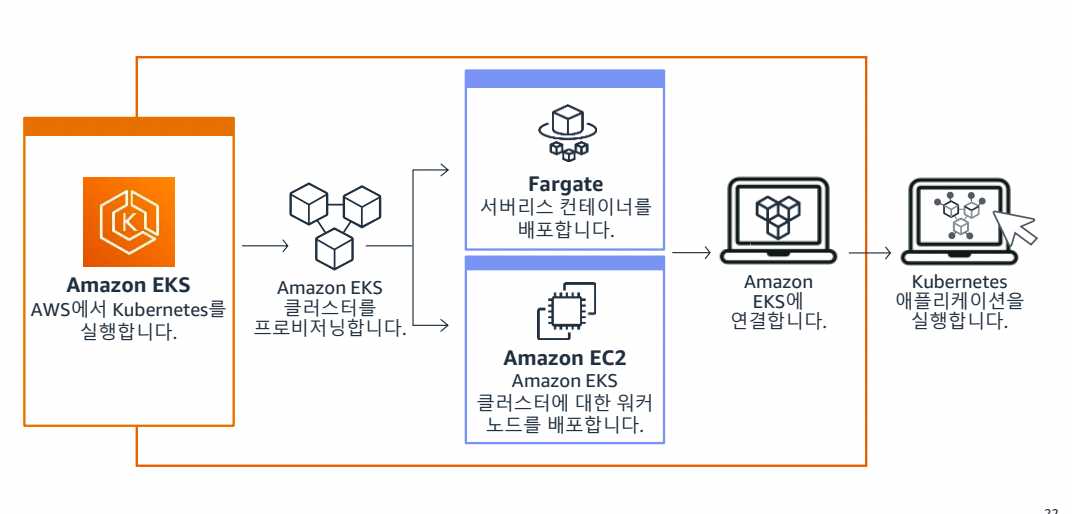 Amazon EKS
AWS에서 Kubernetes를
실행합니다.
Amazon EKS
클러스터를
프로비저닝합니다.
Fargate
서버리스 컨테이너를
배포합니다.
Amazon EC2
Amazon EKS
클러스터에 대한 워커
노드를 배포합니다.
Amazon
EKS에
연결합니다.
Kubernetes
애플리케이션을
실행합니다.
K
22